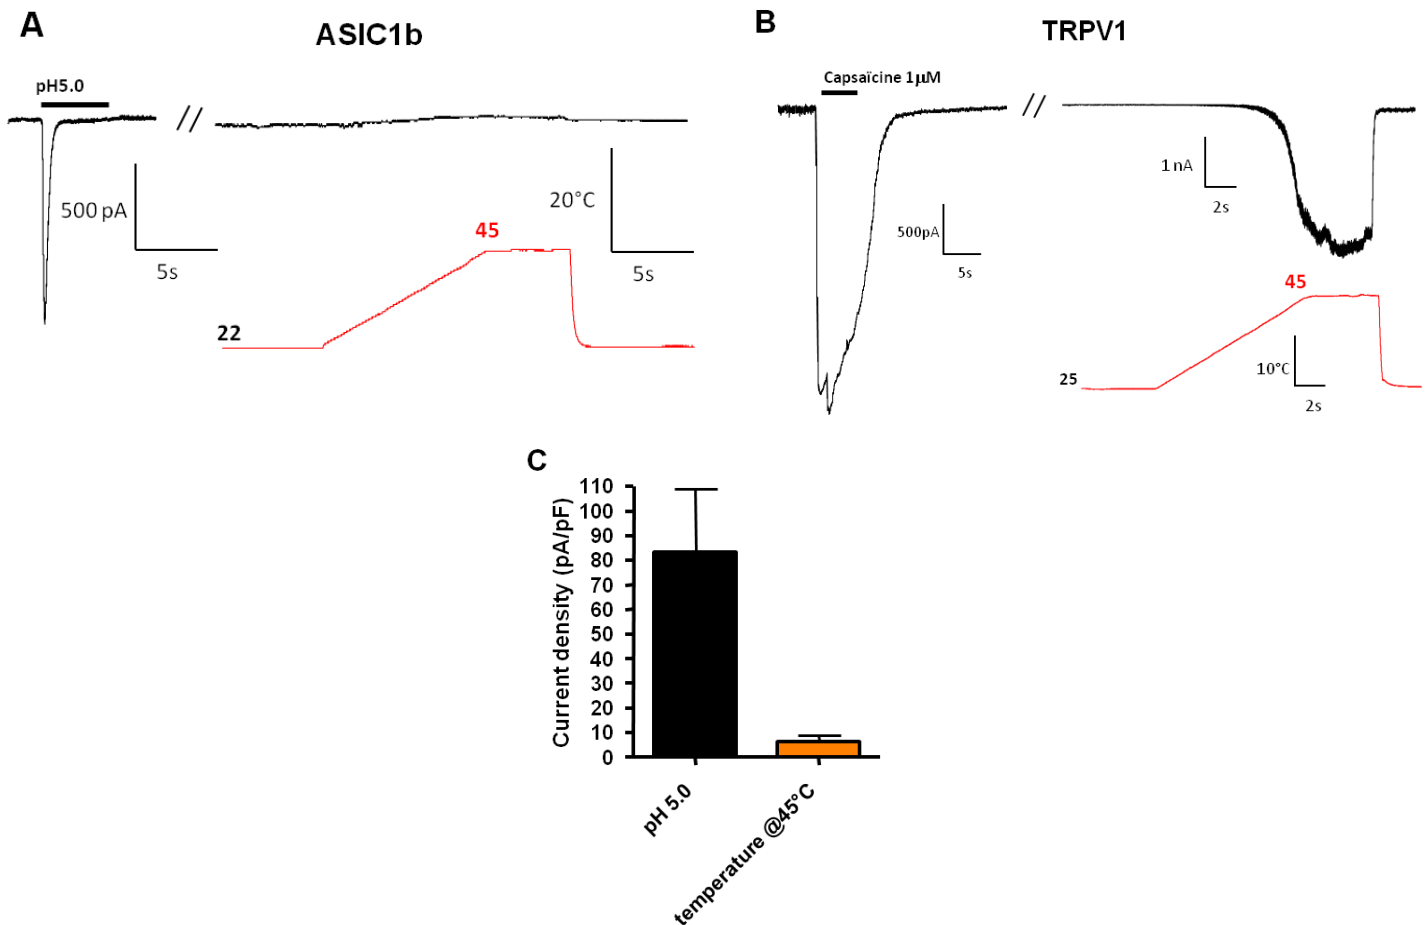 A
ASIC1b
pH5.0
//
500 pA
5s
20°C
5s
45
22
B
TRPV1
Capsaïcine 1µM
//
1 nA
2s
500pA
5s
45
25
10°C
2s
C
Current density (pA/pF)
110
100
90
80
70
60
50
40
30
20
10
0
pH 5.0
temperature @45°C